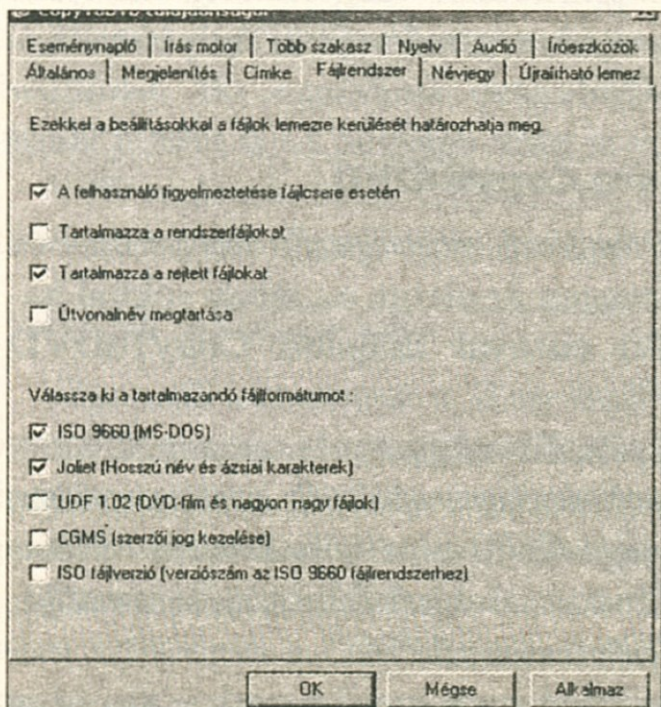 CopyToDVD tulajdonságai
Eseménynapló Írás motor Több szakasz Nyelv Audió Íróeszközök
Általános Megjelenítés Címke Fájlrendszer Névjegy Újraírható lemez
Ezekkel a beállításokkal a fájlok lemezre kerülését határozhatja meg.
A felhasználó figyelmeztetése fájlcsere esetén
Tartalmazza a rendszerfájlokat
Tartalmazza a rejtett fájlokat
Útvonalnév megtartása
Válassza ki a tartalmazandó fájlformátumot :
ISO 9660 (MS-DOS)
Joliet (Hosszú név és ázsiai karakterek)
UDF 1.02 (DVD-film és nagyon nagy fájlok)
CGMS (szerzői jog kezelése)
ISO fájlverzió (verziószám az ISO 9660 fájlrendszerhez)
OK Mégse Alkalmaz